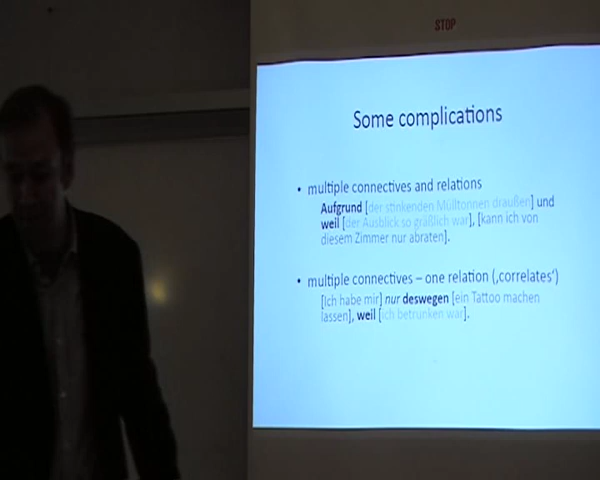 STOP
Some complications
• multiple connectives and relations
Aufgrund [der stinkenden Mülltonnen draußen] und
weil [der Ausblick so gräßlich war], [kann ich von
diesem Zimmer nur abraten].
• multiple connectives – one relation (‚correlates‘)
[Ich habe mir] nur deswegen [ein Tattoo machen
lassen], weil [ich betrunken war].